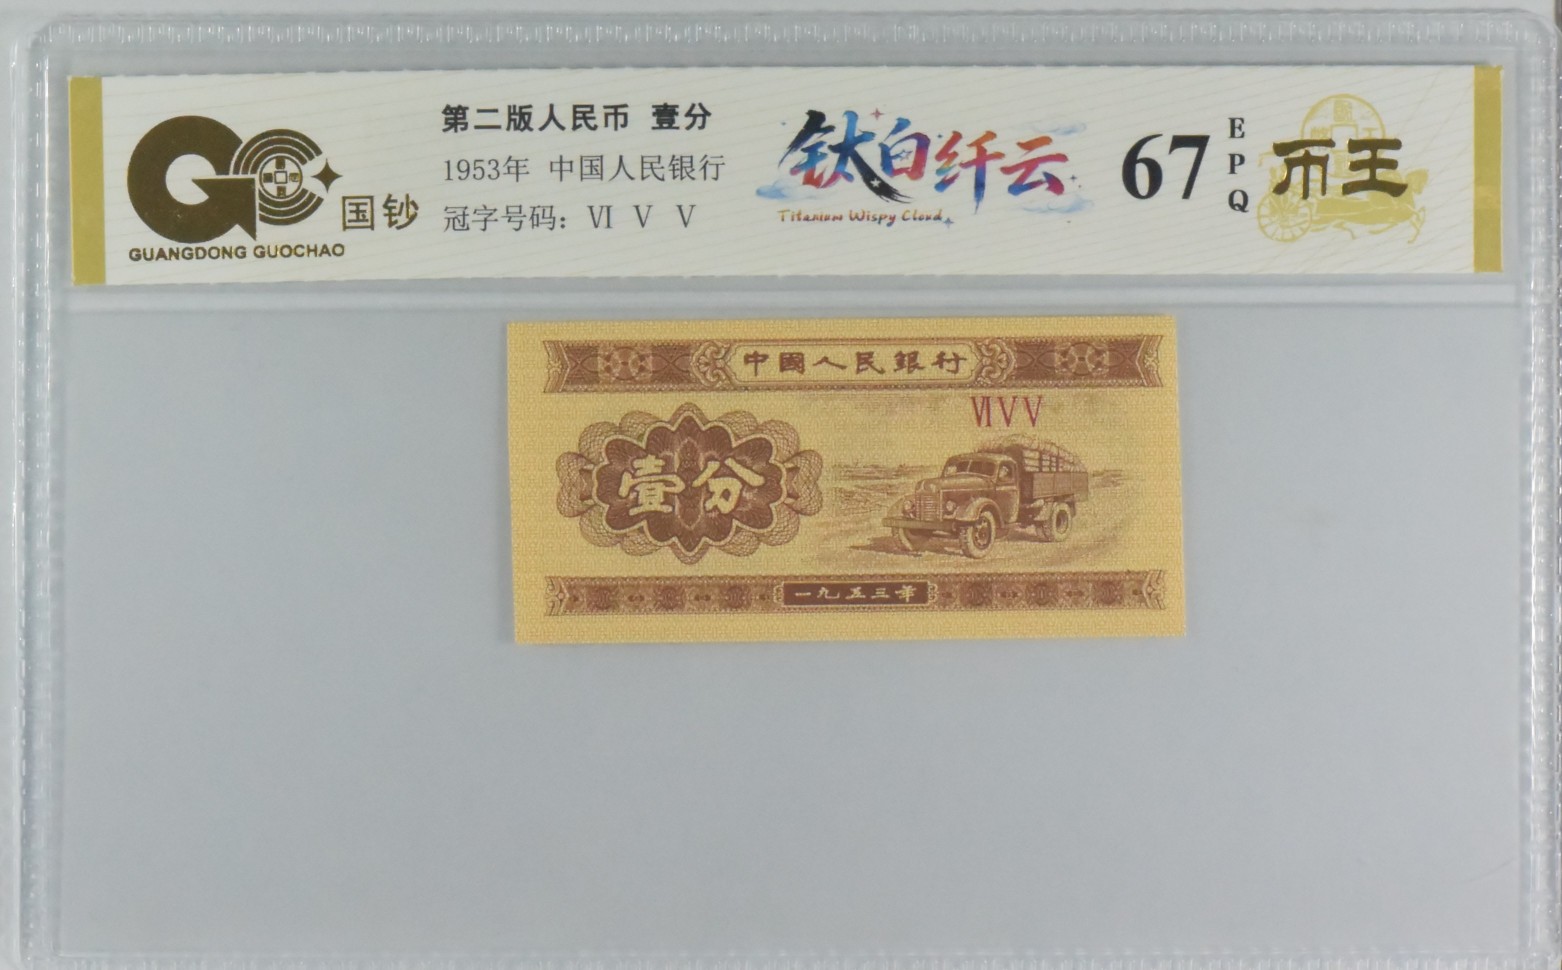 GC
国钞
GUANGDONG GUOCHAO
第二版人民币 壹分
1953年 中国人民银行
冠字号码：Ⅵ Ⅴ Ⅴ
钛白纤云
Titanium Wispy Cloud
67
EPQ
币王
中國人民銀行
ⅥⅤⅤ
壹分
一九五三年